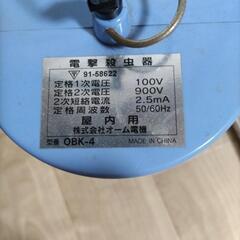 電撃殺虫器
91-58622
定格1次電圧 100V
定格2次電圧 900V
2次短絡電流 2.5mA
定格周波数 50/60Hz
屋内用
株式会社オーム電機
型番 OBK-4 MADE IN CHINA